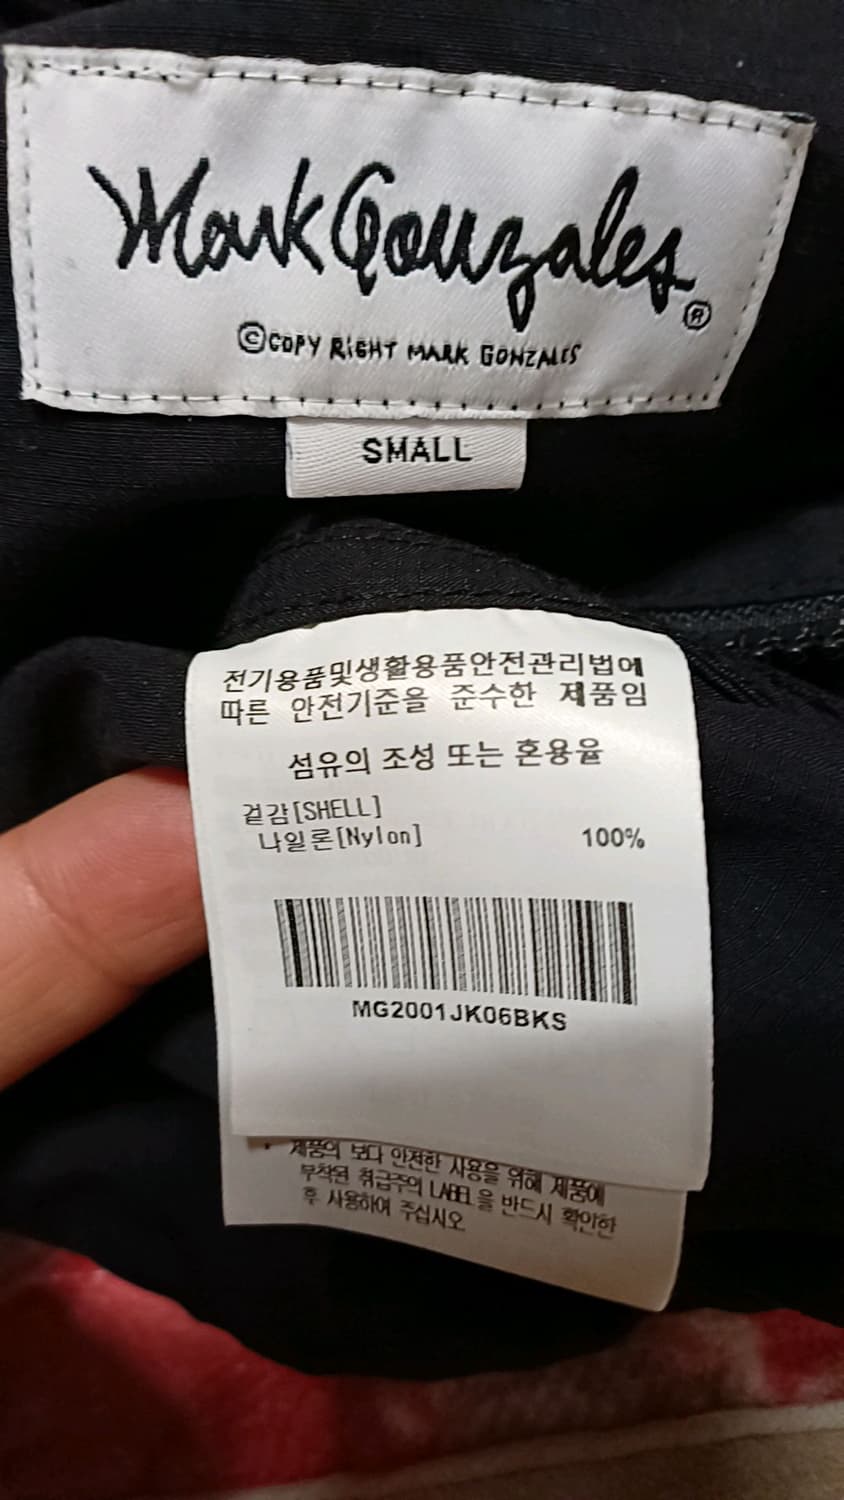 Mark Gonzales ®
©COPY RIGHT MARK GONZALES
SMALL
전기용품및생활용품안전관리법에
따른 안전기준을 준수한 제품임
섬유의 조성 또는 혼용율
겉감[SHELL]
나일론[Nylon] 100%
MG2001JK06BKS
제품의 보다 안전한 사용을 위해 제품에
부착된 취급주의 LABEL을 반드시 확인한
후 사용하여 주십시오